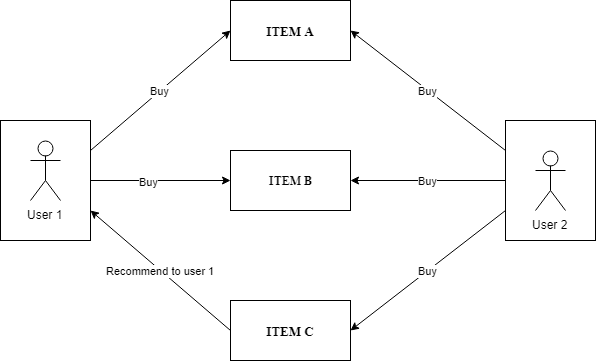 ITEM A
Buy
Buy
User 1
Buy
ITEM B
Buy
User 2
Recommend to user 1
Buy
ITEM C